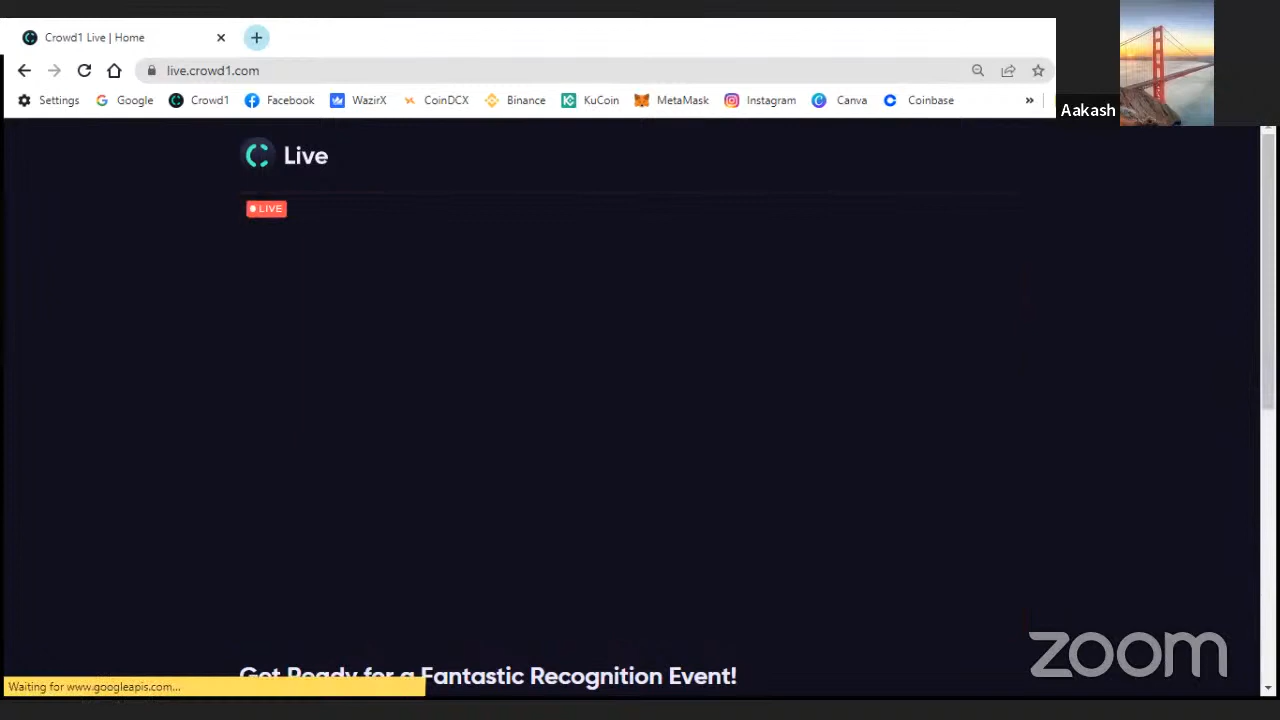 Crowd1 Live | Home
live.crowd1.com
Settings Google Crowd1 Facebook WazirX CoinDCX Binance KuCoin MetaMask Instagram Canva Coinbase »
Aakash
Live
LIVE
Get Ready for a Fantastic Recognition Event!
Waiting for www.googleapis.com...
zoom